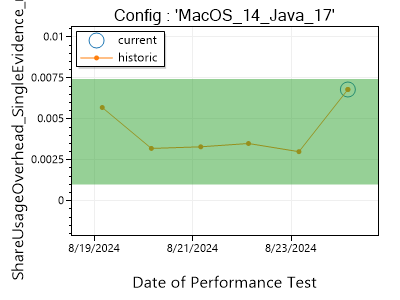 Config : 'MacOS_14_Java_17'
ShareUsageOverhead_SingleEvidence_
0.01
0.0075
0.005
0.0025
0
current
historic
8/19/2024
8/21/2024
8/23/2024
Date of Performance Test